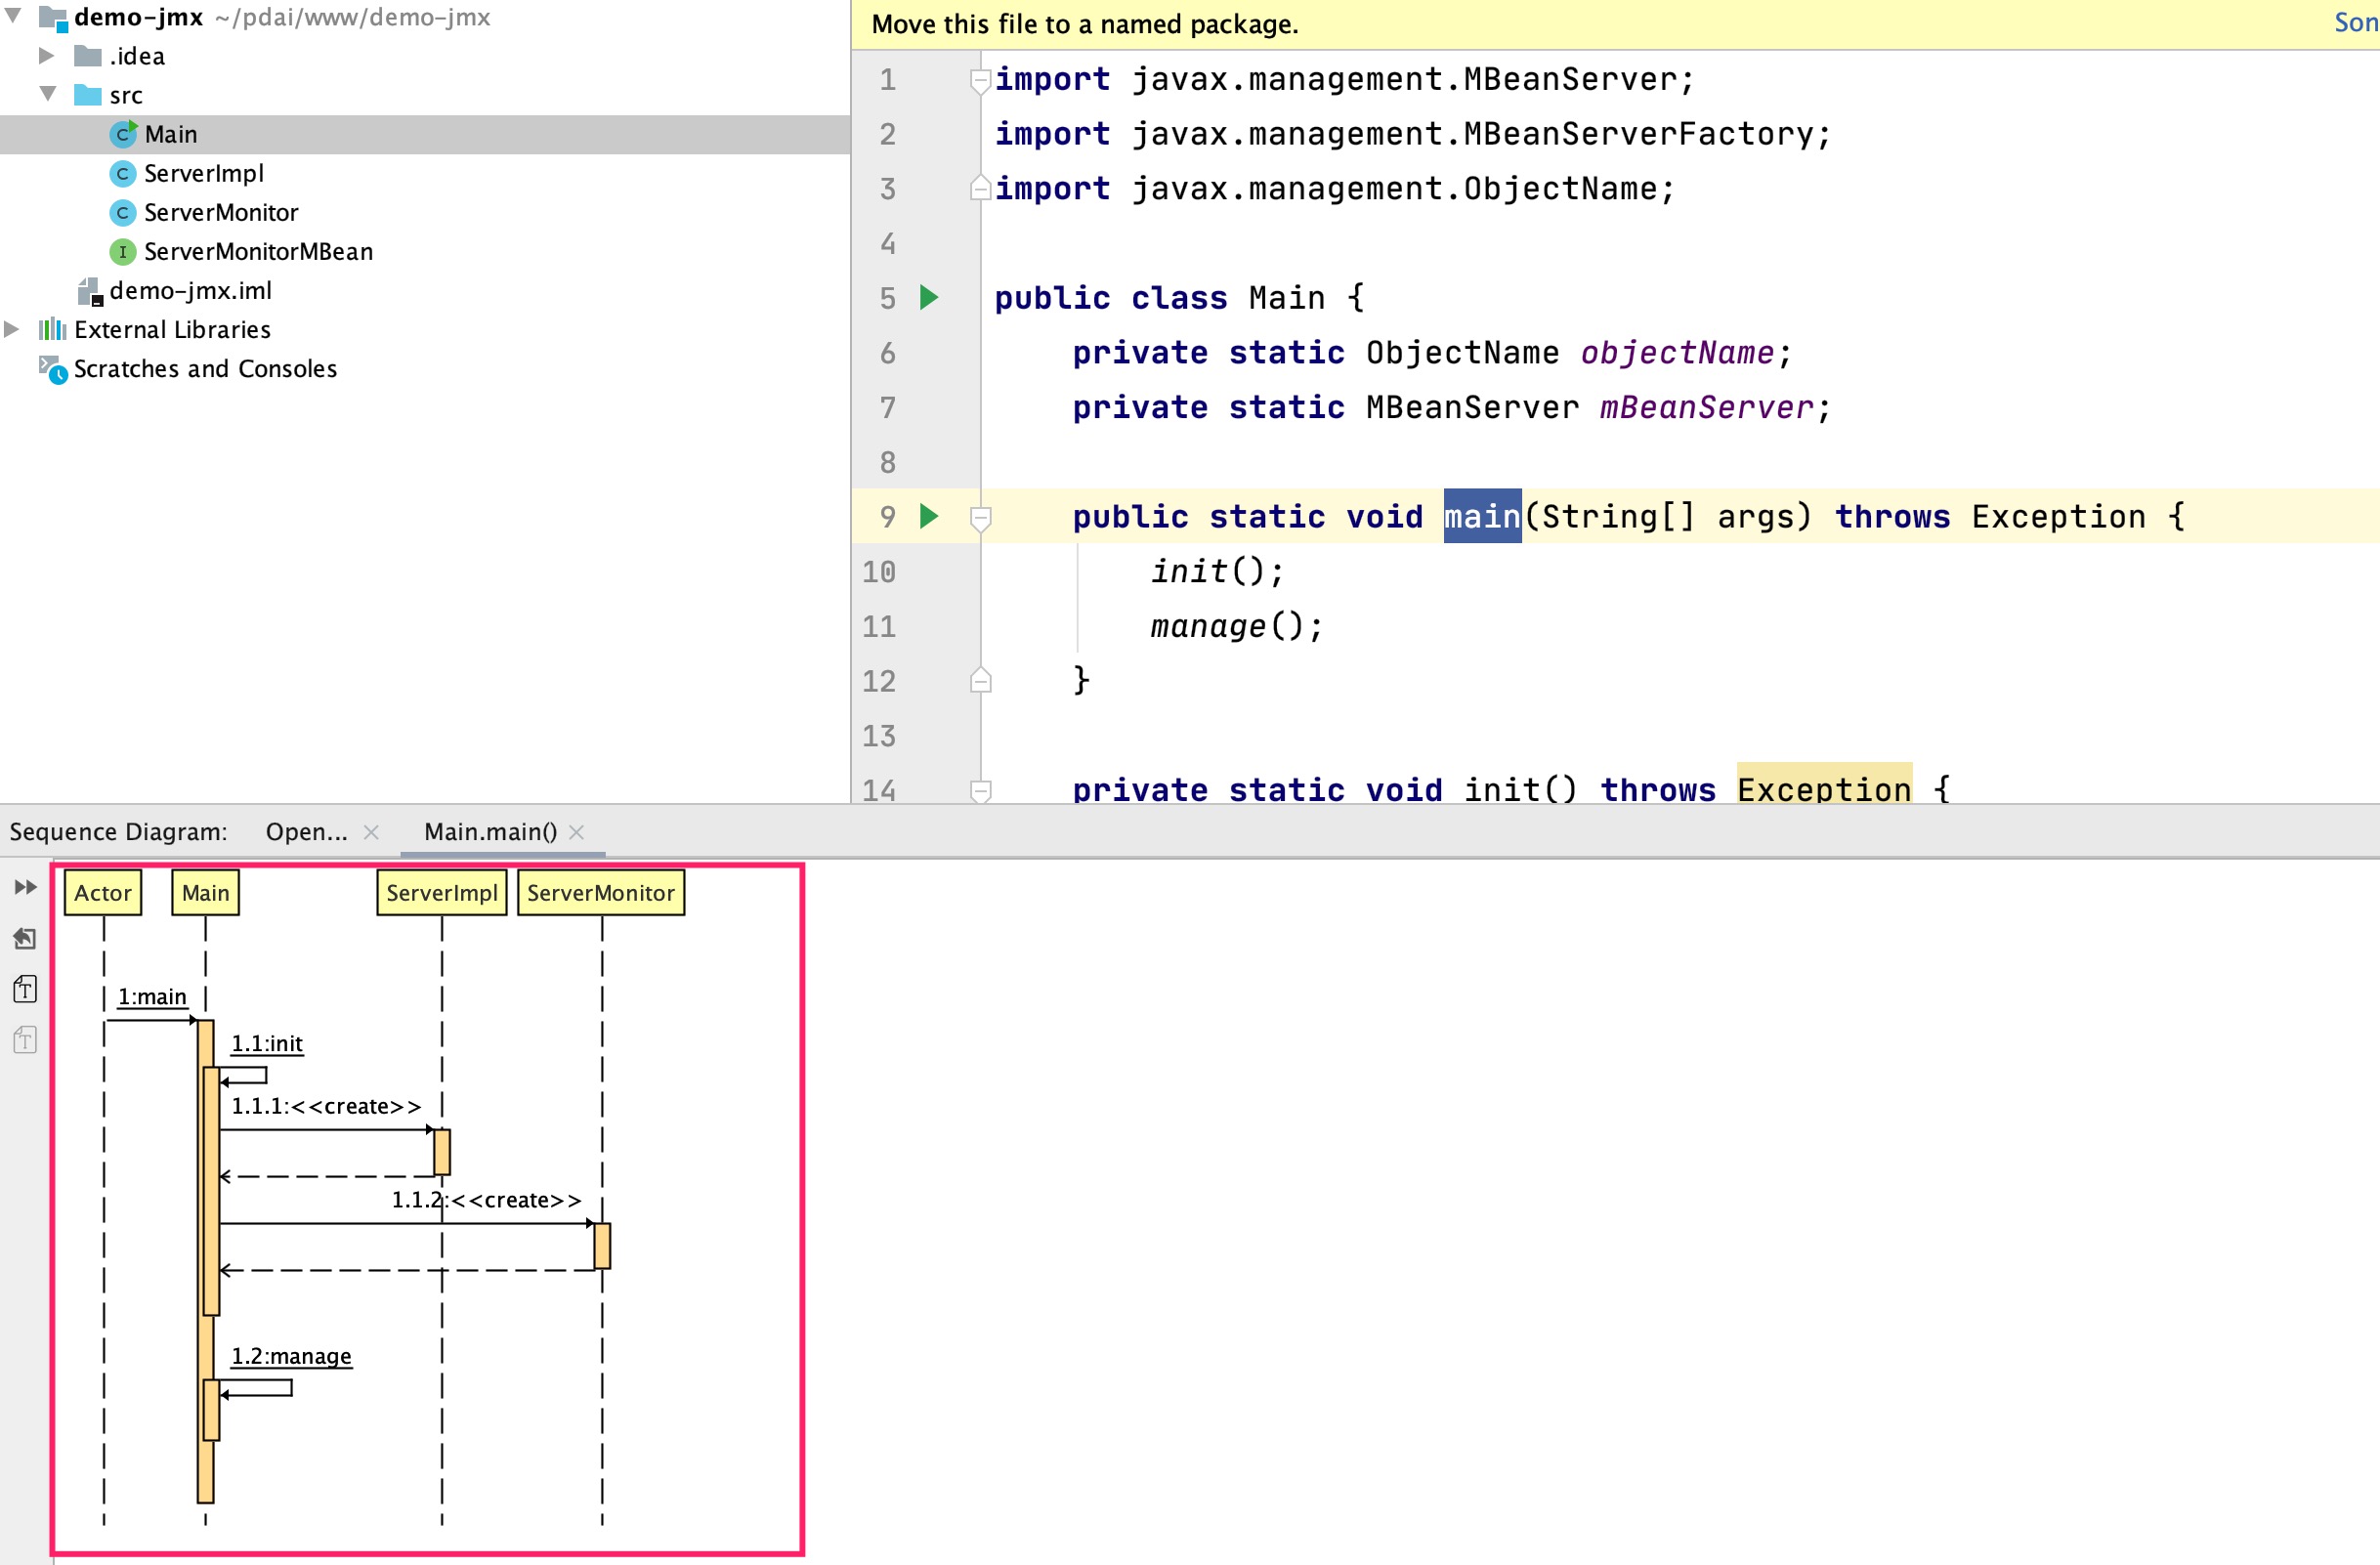 demo-jmx ~/pdai/www/demo-jmx
.idea
src
Main
ServerImpl
ServerMonitor
ServerMonitorMBean
demo-jmx.iml
External Libraries
Scratches and Consoles
Move this file to a named package. Son
1 import javax.management.MBeanServer;
2 import javax.management.MBeanServerFactory;
3 import javax.management.ObjectName;
4
5 public class Main {
6 private static ObjectName objectName;
7 private static MBeanServer mBeanServer;
8
9 public static void main(String[] args) throws Exception {
10 init();
11 manage();
12 }
13
14 private static void init() throws Exception {
Sequence Diagram: Open... Main.main()
Actor Main ServerImpl ServerMonitor
1:main
1.1:init
1.1.1:<<create>>
1.1.2:<<create>>
1.2:manage